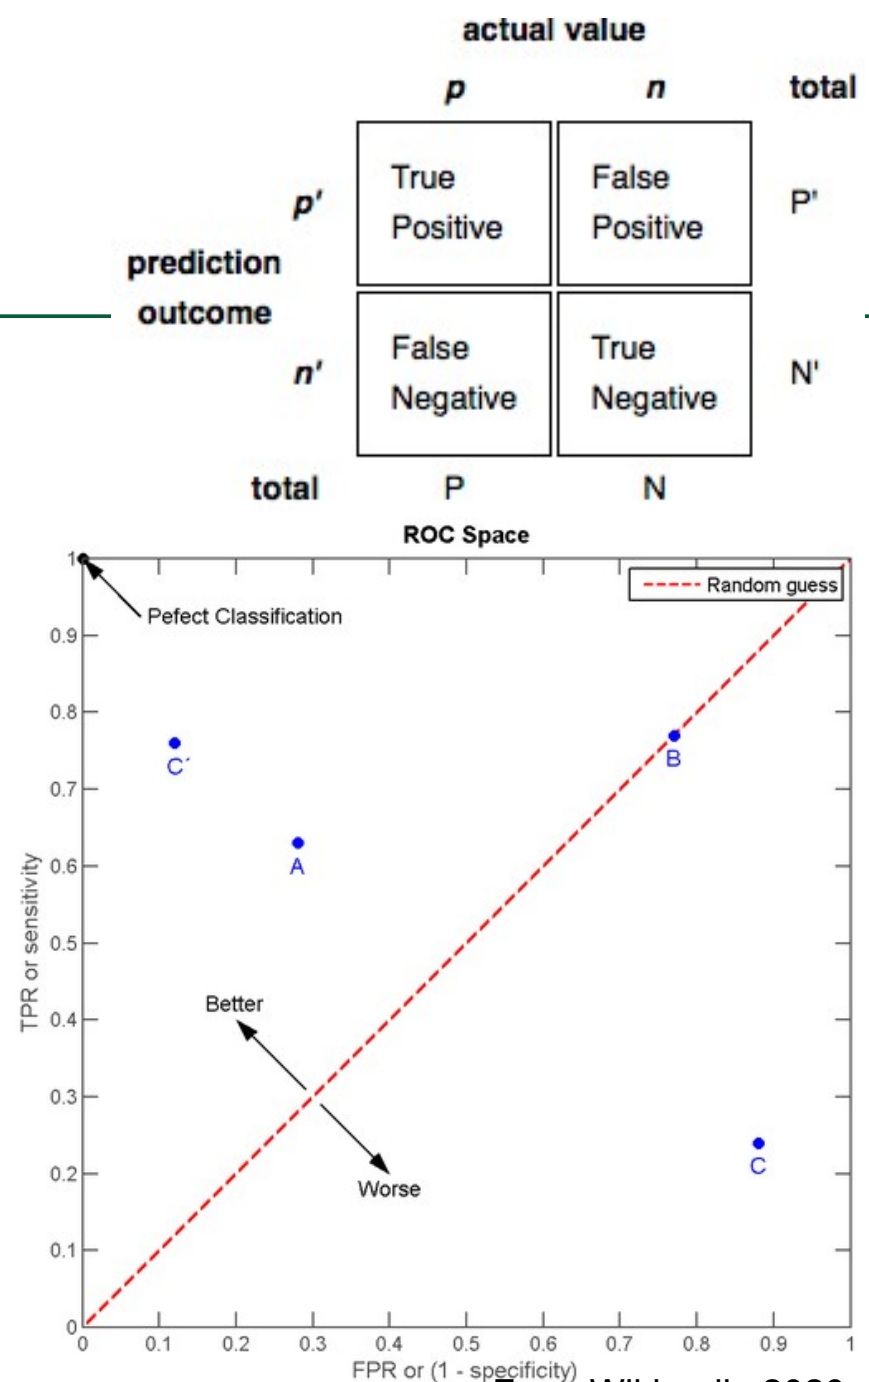 actual value
p n total
True False
p' Positive Positive P'
prediction
outcome
False True
n' Negative Negative N'
total P N
ROC Space
1
Pefect Classification
Random guess
0.9
0.8
C´
B
0.7
A
0.6
TPR or sensitivity
0.5
Better
0.4
0.3
C
0.2
Worse
0.1
0
0 0.1 0.2 0.3 0.4 0.5 0.6 0.7 0.8 0.9 1
FPR or (1 - specificity)